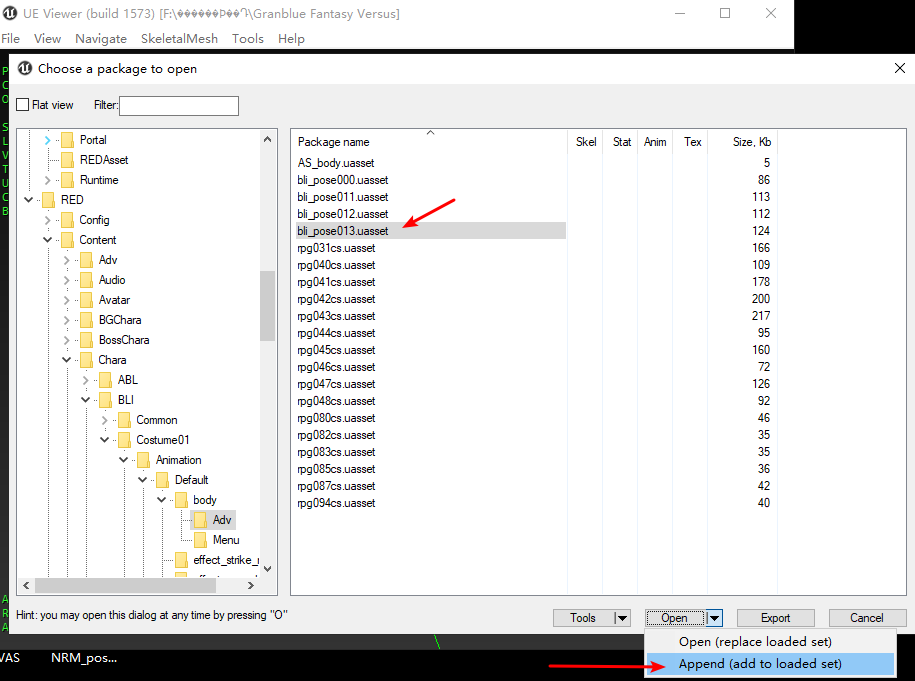 UE Viewer (build 1573) [F:\������Þ��Ղ\Granblue Fantasy Versus]
File View Navigate SkeletalMesh Tools Help
Choose a package to open
Flat view Filter:
Portal
REDAsset
Runtime
RED
Config
Content
Adv
Audio
Avatar
BGChara
BossChara
Chara
ABL
BLI
Common
Costume01
Animation
Default
body
Adv
Menu
effect_strike_r
Package name Skel Stat Anim Tex Size, Kb
AS_body.uasset 5
bli_pose000.uasset 86
bli_pose011.uasset 113
bli_pose012.uasset 112
bli_pose013.uasset 124
rpg031cs.uasset 166
rpg040cs.uasset 109
rpg041cs.uasset 178
rpg042cs.uasset 200
rpg043cs.uasset 217
rpg044cs.uasset 95
rpg045cs.uasset 160
rpg046cs.uasset 72
rpg047cs.uasset 126
rpg048cs.uasset 92
rpg080cs.uasset 46
rpg082cs.uasset 35
rpg083cs.uasset 35
rpg085cs.uasset 36
rpg087cs.uasset 42
rpg094cs.uasset 40
Hint: you may open this dialog at any time by pressing "O"
Tools Open Export Cancel
Open (replace loaded set)
Append (add to loaded set)
VAS NRM_pos...